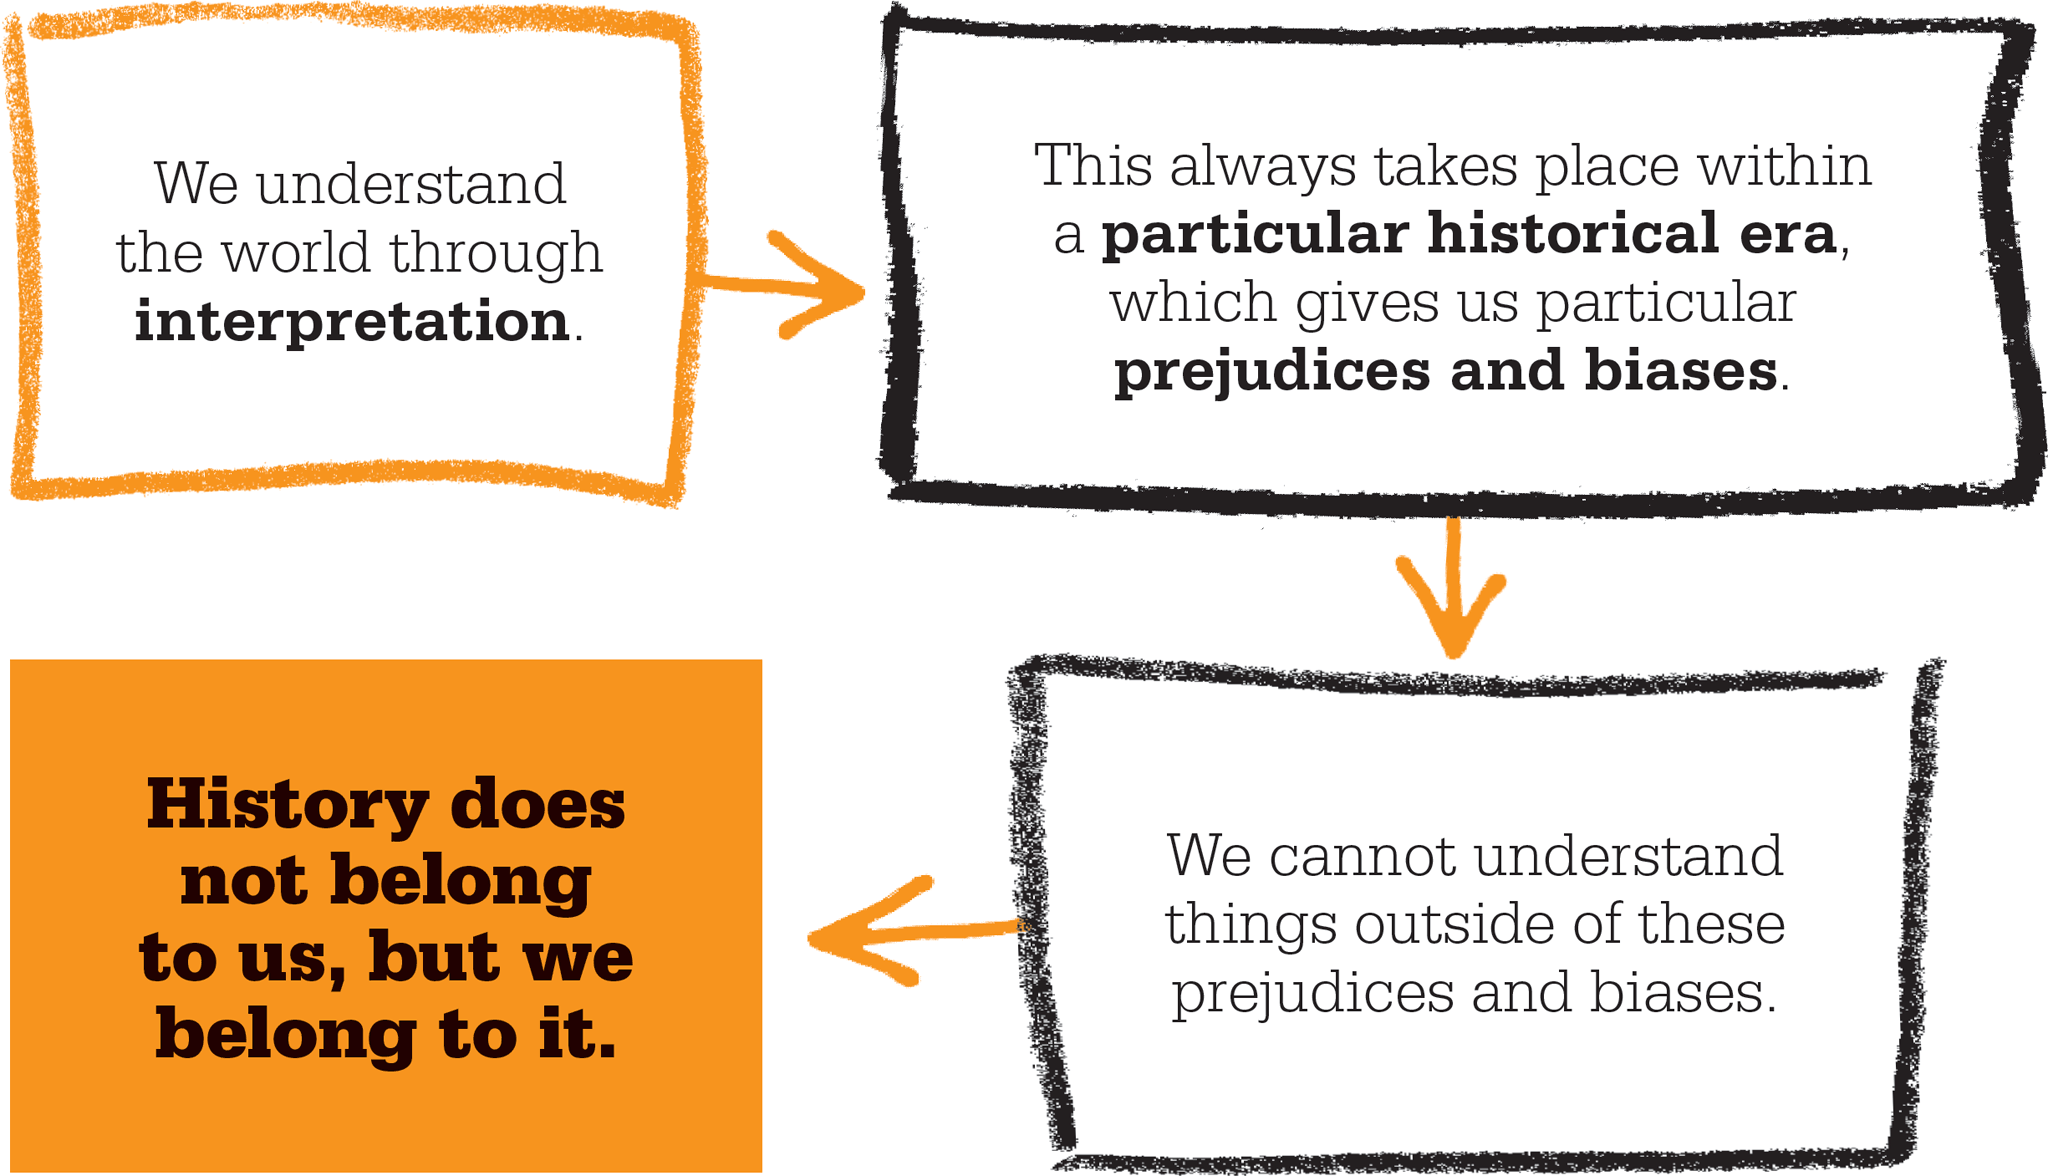 We understand
the world through
interpretation.
This always takes place within
a particular historical era,
which gives us particular
prejudices and biases.
We cannot understand
things outside of these
prejudices and biases.
History does
not belong
to us, but we
belong to it.